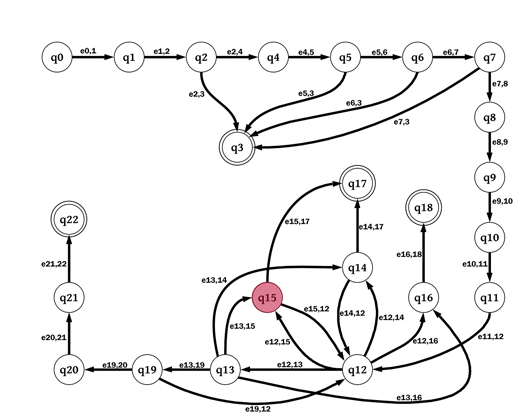 q0 e0,1 q1 e1,2 q2 e2,4 q4 e4,5 q5 e5,6 q6 e6,7 q7
e2,3 e5,3 e6,3 e7,3 e7,8
q3 q8
e8,9
q17 q9
q22 q18 e9,10
e15,17 e14,17 q10
e21,22 e16,18 e10,11
e13,14 q14
q21 q15 q16 q11
e13,15 e15,12 e14,12 e12,14
e20,21 e12,15 e12,16 e11,12
q20 e19,20 q19 e13,19 q13 e12,13 q12
e19,12 e13,16